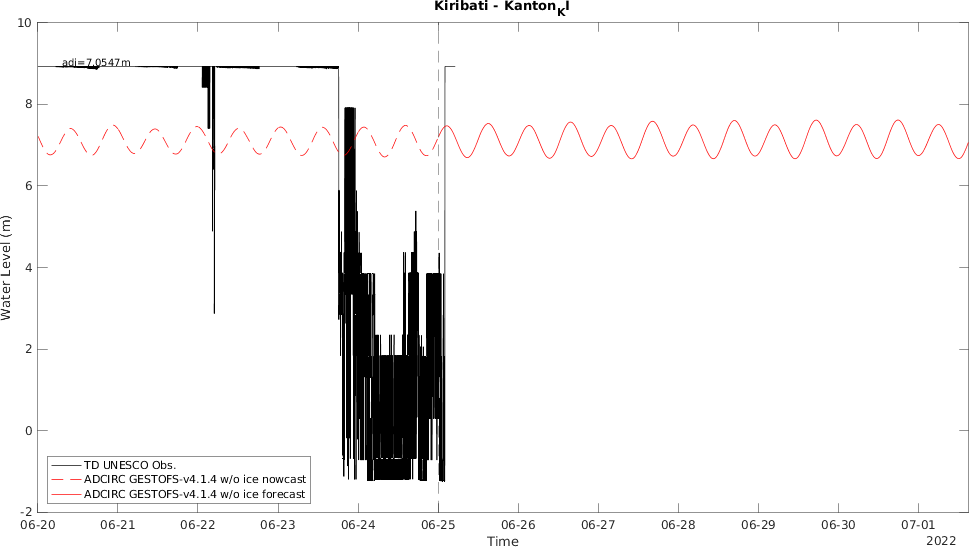 Kiribati - Kanton_KI
10
8
6
4
2
0
-2
Water Level (m)
adj=7.0547m
TD UNESCO Obs.
ADCIRC GESTOFS-v4.1.4 w/o ice nowcast
ADCIRC GESTOFS-v4.1.4 w/o ice forecast
06-20 06-21 06-22 06-23 06-24 06-25 06-26 06-27 06-28 06-29 06-30 07-01
Time
2022